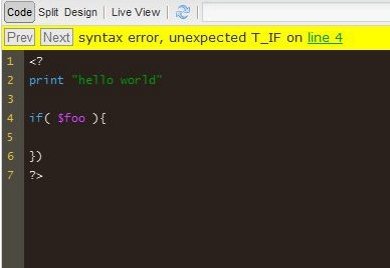 Code Split Design Live View
Prev Next syntax error, unexpected T_IF on line 4
1 <?
2 print "hello world"
3
4 if( $foo ){
5
6 })
7 ?>